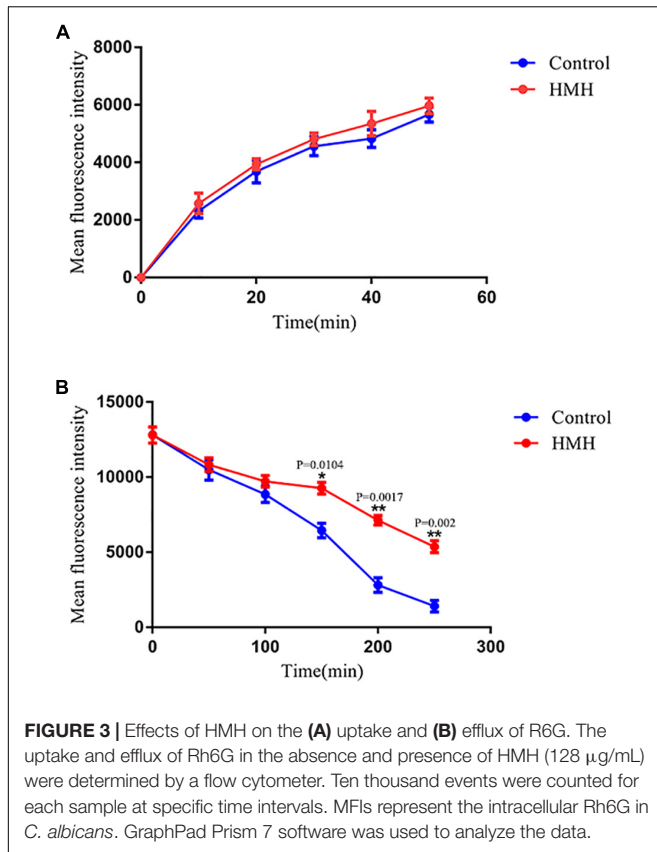 A
8000
6000
4000
2000
0
Mean fluorescence intensity
0 20 40 60
Time(min)
Control
HMH
B
15000
10000
5000
0
Mean fluorescence intensity
P=0.0104
*
P=0.0017
**
P=0.002
**
0 100 200 300
Time(min)
Control
HMH
FIGURE 3 | Effects of HMH on the (A) uptake and (B) efflux of R6G. The
uptake and efflux of Rh6G in the absence and presence of HMH (128 μg/mL)
were determined by a flow cytometer. Ten thousand events were counted for
each sample at specific time intervals. MFIs represent the intracellular Rh6G in
C. albicans. GraphPad Prism 7 software was used to analyze the data.